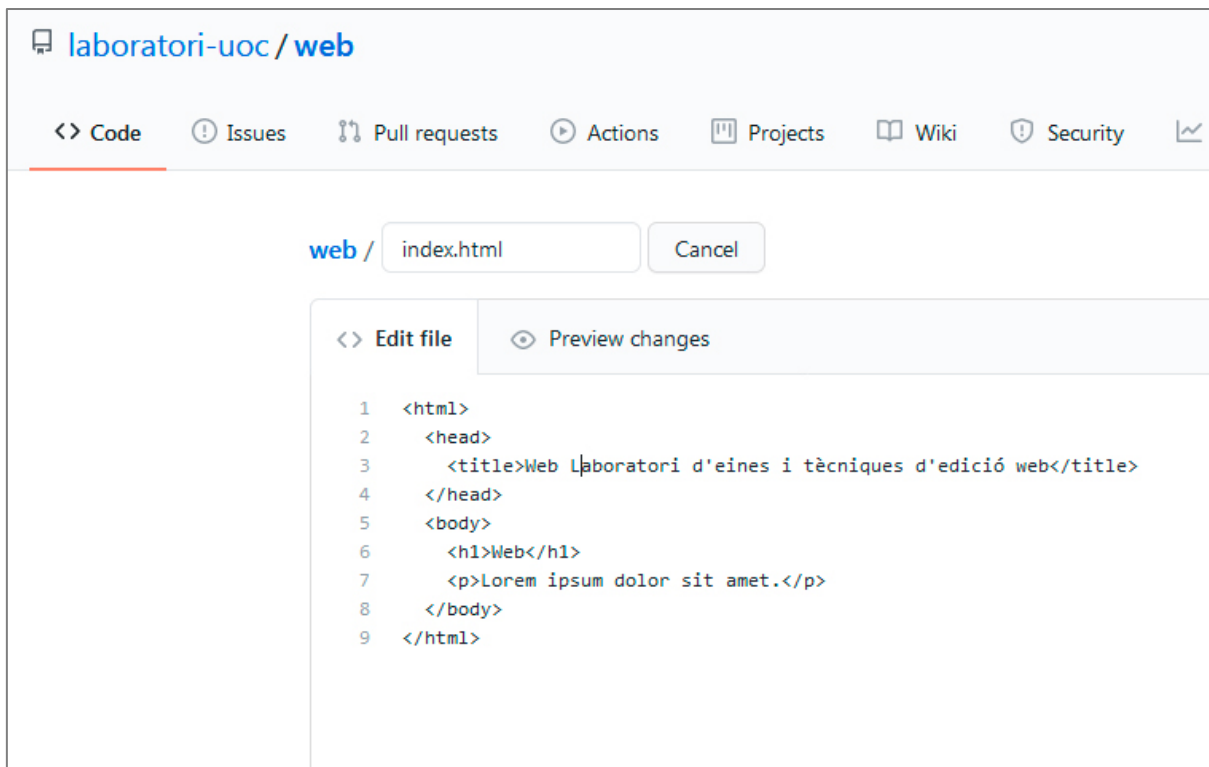 laboratori-uoc / web
<> Code Issues Pull requests Actions Projects Wiki Security
web / index.html Cancel
<> Edit file Preview changes
1 <html>
2 <head>
3 <title>Web Laboratori d'eines i tècniques d'edició web</title>
4 </head>
5 <body>
6 <h1>Web</h1>
7 <p>Lorem ipsum dolor sit amet.</p>
8 </body>
9 </html>